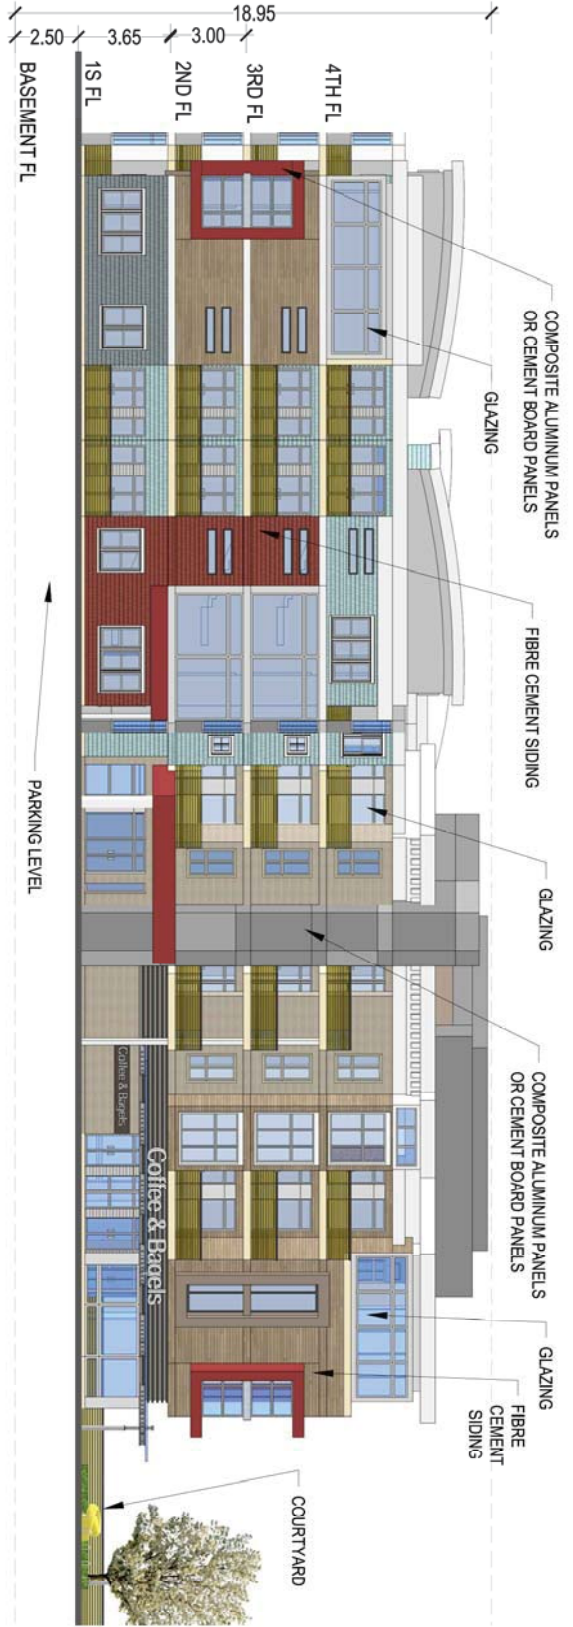 18.95
2.50
3.65
3.00
BASEMENT FL
1S FL
2ND FL
3RD FL
4TH FL
COMPOSITE ALUMINUM PANELS
OR CEMENT BOARD PANELS
GLAZING
FIBRE CEMENT SIDING
PARKING LEVEL
GLAZING
COMPOSITE ALUMINUM PANELS
OR CEMENT BOARD PANELS
GLAZING
FIBRE
CEMENT
SIDING
COURTYARD
Coffee & Bagels
Coffee & Bagels